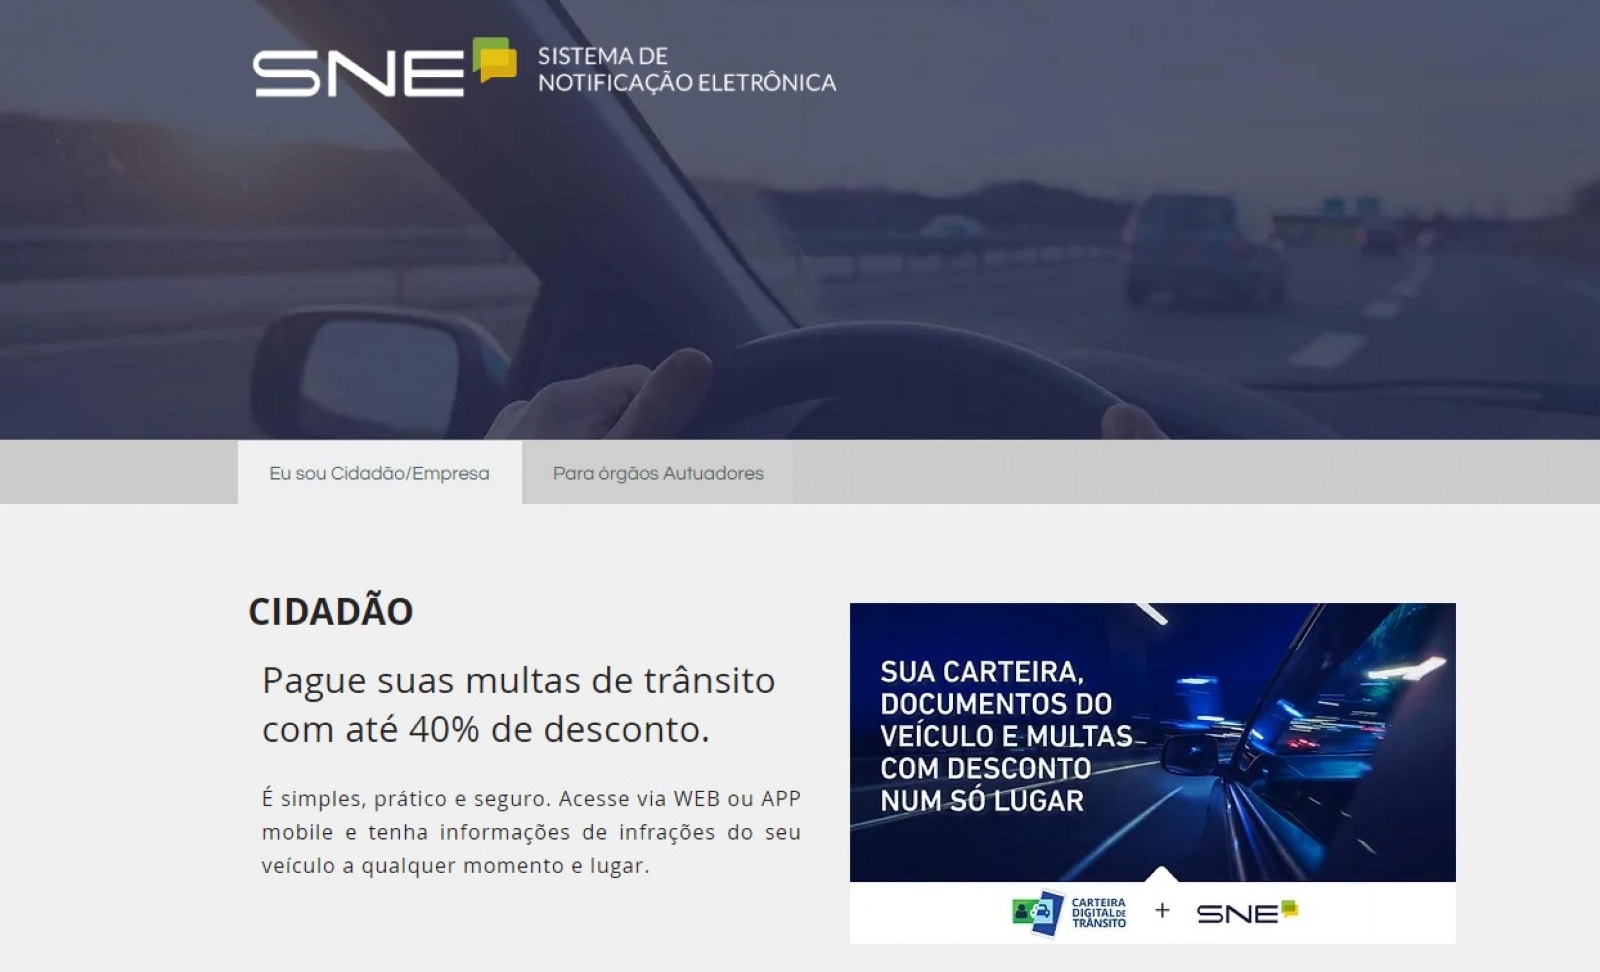 SNE
SISTEMA DE
NOTIFICAÇÃO ELETRÔNICA
Eu sou Cidadão/Empresa
Para órgãos Autuadores
CIDADÃO
Pague suas multas de trânsito
com até 40% de desconto.
É simples, prático e seguro. Acesse via WEB ou APP
mobile e tenha informações de infrações do seu
veículo a qualquer momento e lugar.
SUA CARTEIRA,
DOCUMENTOS DO
VEÍCULO E MULTAS
COM DESCONTO
NUM SÓ LUGAR
CARTEIRA
DIGITAL DE
TRÂNSITO
+
SNE